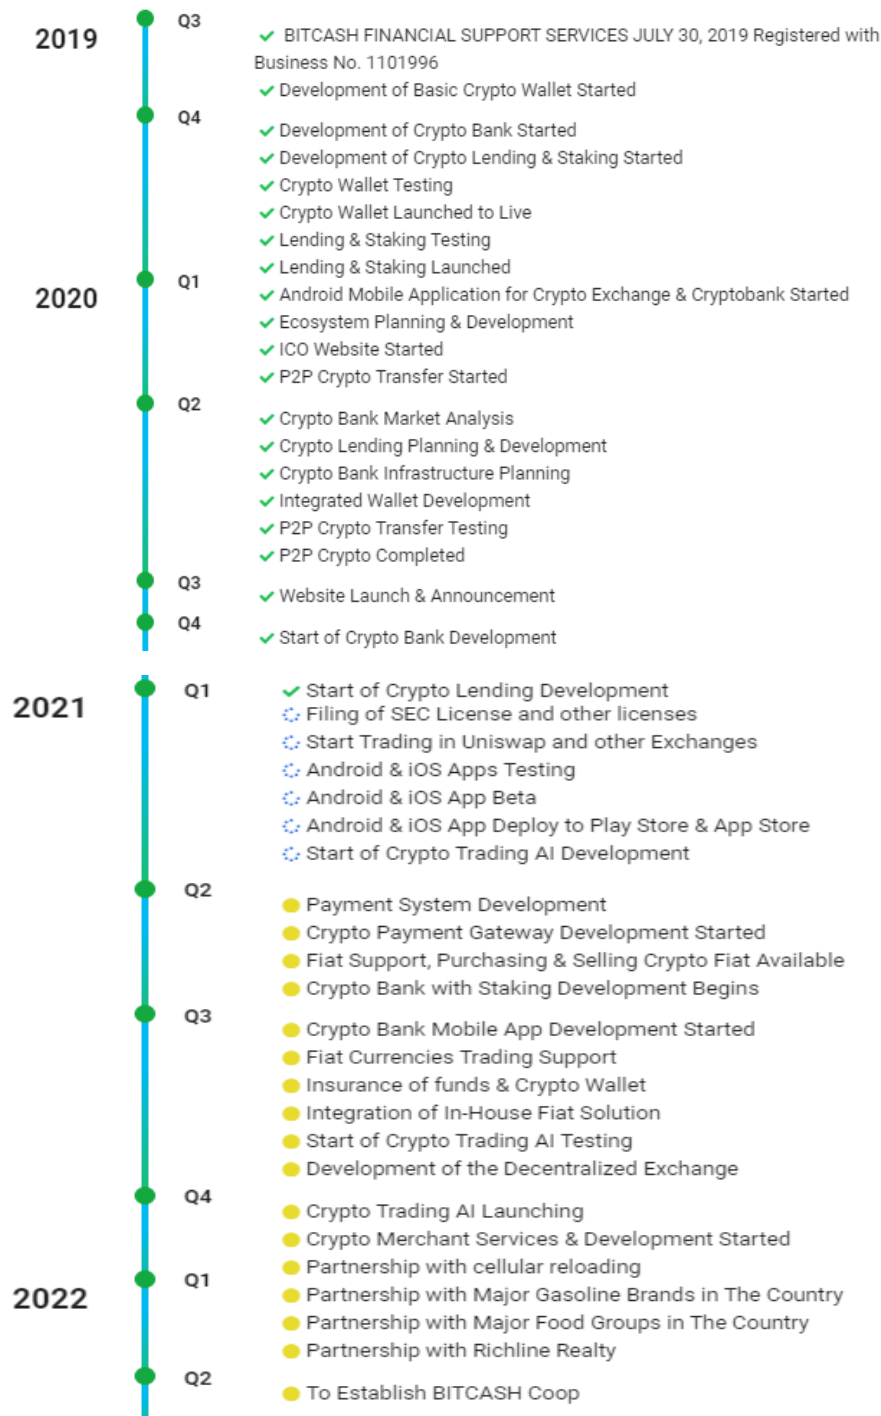 2019
Q3
BITCASH FINANCIAL SUPPORT SERVICES JULY 30, 2019 Registered with
Business No. 1101996
Development of Basic Crypto Wallet Started
Q4
Development of Crypto Bank Started
Development of Crypto Lending & Staking Started
Crypto Wallet Testing
Crypto Wallet Launched to Live
Lending & Staking Testing
Lending & Staking Launched
2020
Q1
Android Mobile Application for Crypto Exchange & Cryptobank Started
Ecosystem Planning & Development
ICO Website Started
P2P Crypto Transfer Started
Q2
Crypto Bank Market Analysis
Crypto Lending Planning & Development
Crypto Bank Infrastructure Planning
Integrated Wallet Development
P2P Crypto Transfer Testing
P2P Crypto Completed
Q3
Website Launch & Announcement
Q4
Start of Crypto Bank Development
2021
Q1
Start of Crypto Lending Development
Filing of SEC License and other licenses
Start Trading in Uniswap and other Exchanges
Android & iOS Apps Testing
Android & iOS App Beta
Android & iOS App Deploy to Play Store & App Store
Start of Crypto Trading AI Development
Q2
Payment System Development
Crypto Payment Gateway Development Started
Fiat Support, Purchasing & Selling Crypto Fiat Available
Crypto Bank with Staking Development Begins
Q3
Crypto Bank Mobile App Development Started
Fiat Currencies Trading Support
Insurance of funds & Crypto Wallet
Integration of In-House Fiat Solution
Start of Crypto Trading AI Testing
Development of the Decentralized Exchange
Q4
Crypto Trading AI Launching
Crypto Merchant Services & Development Started
Partnership with cellular reloading
2022
Q1
Partnership with Major Gasoline Brands in The Country
Partnership with Major Food Groups in The Country
Partnership with Richline Realty
Q2
To Establish BITCASH Coop